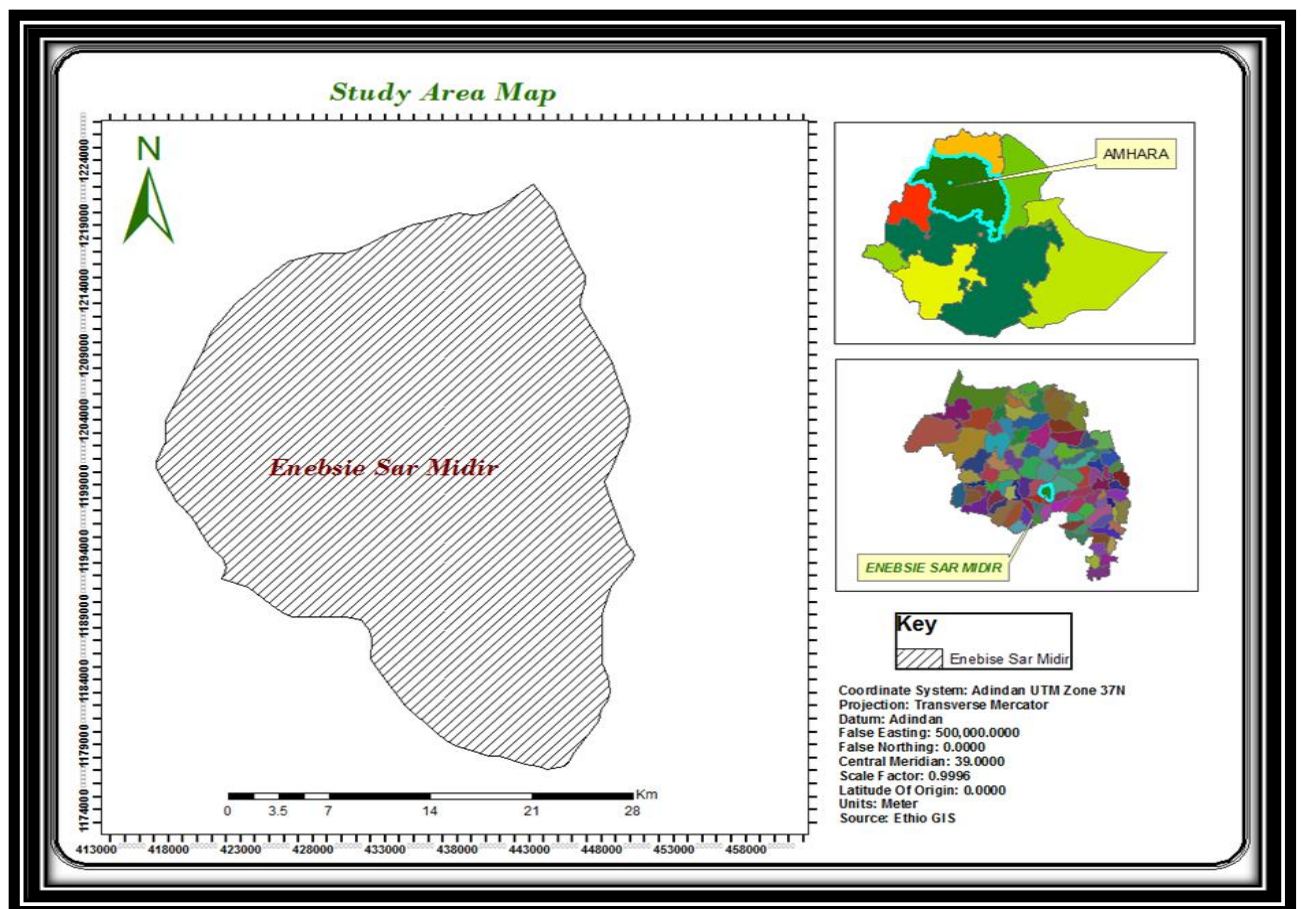 Study Area Map
N
1224000
1219000
1214000
1209000
1204000
1199000
1194000
1189000
1184000
1179000
1174000
Enebsie Sar Midir
Km
0 3.5 7 14 21 28
413000 418000 423000 428000 433000 438000 443000 448000 453000 458000
AMHARA
ENEBSIE SAR MIDIR
Key
Enebise Sar Midir
Coordinate System: Adindan UTM Zone 37N
Projection: Transverse Mercator
Datum: Adindan
False Easting: 500,000.0000
False Northing: 0.0000
Central Meridian: 39.0000
Scale Factor: 0.9996
Latitude Of Origin: 0.0000
Units: Meter
Source: Ethio GIS